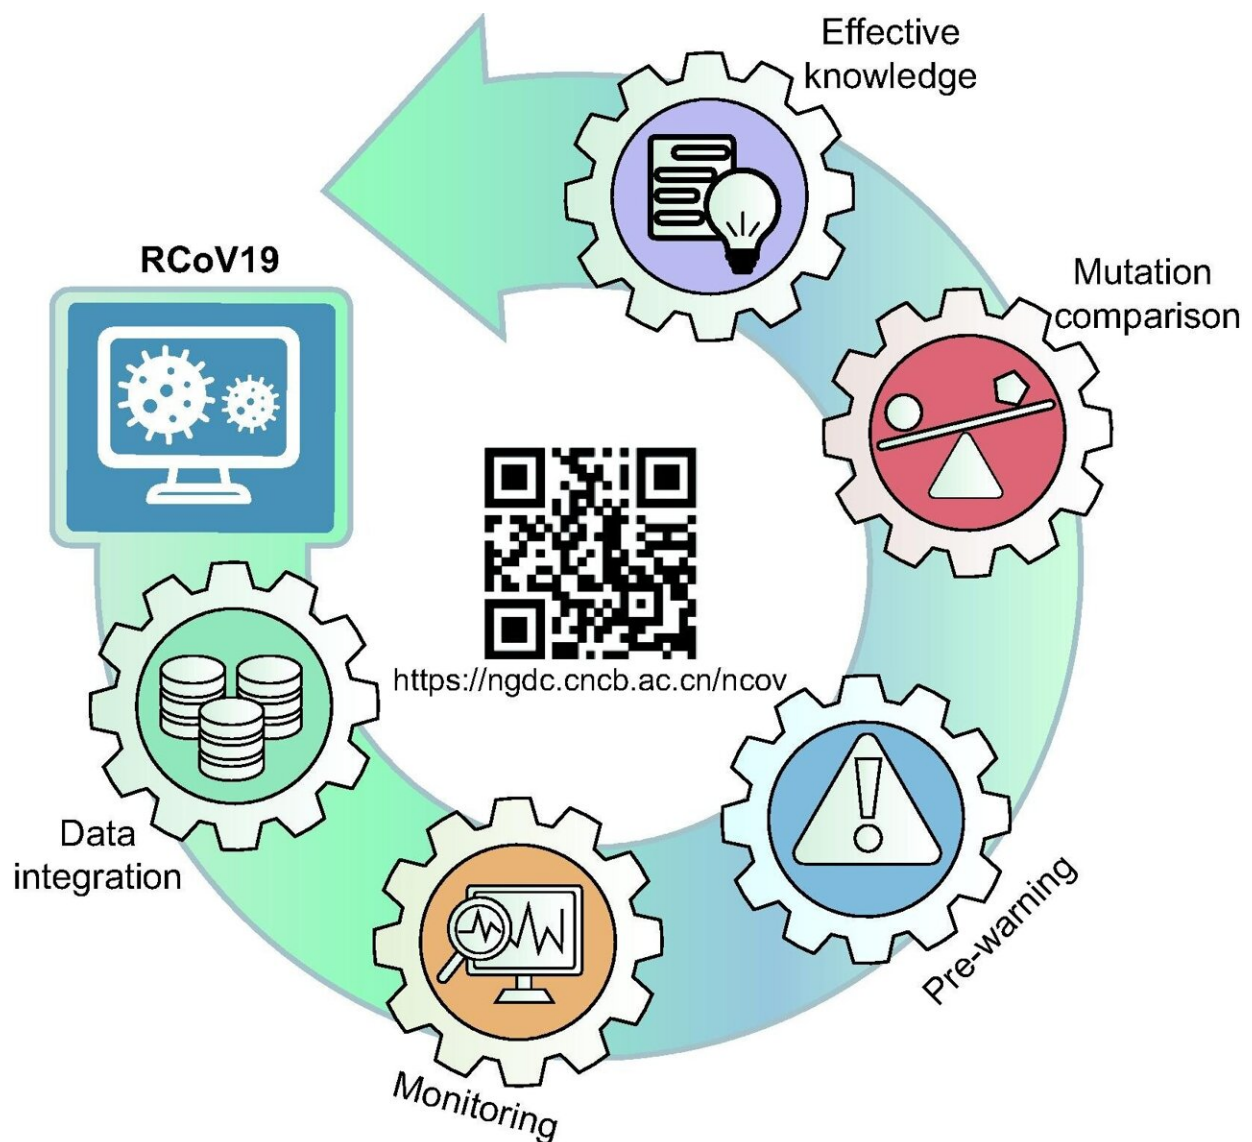 Effective
knowledge
RCoV19
Mutation
comparison
https://ngdc.cncb.ac.cn/ncov
Data
integration
Pre-warning
Monitoring